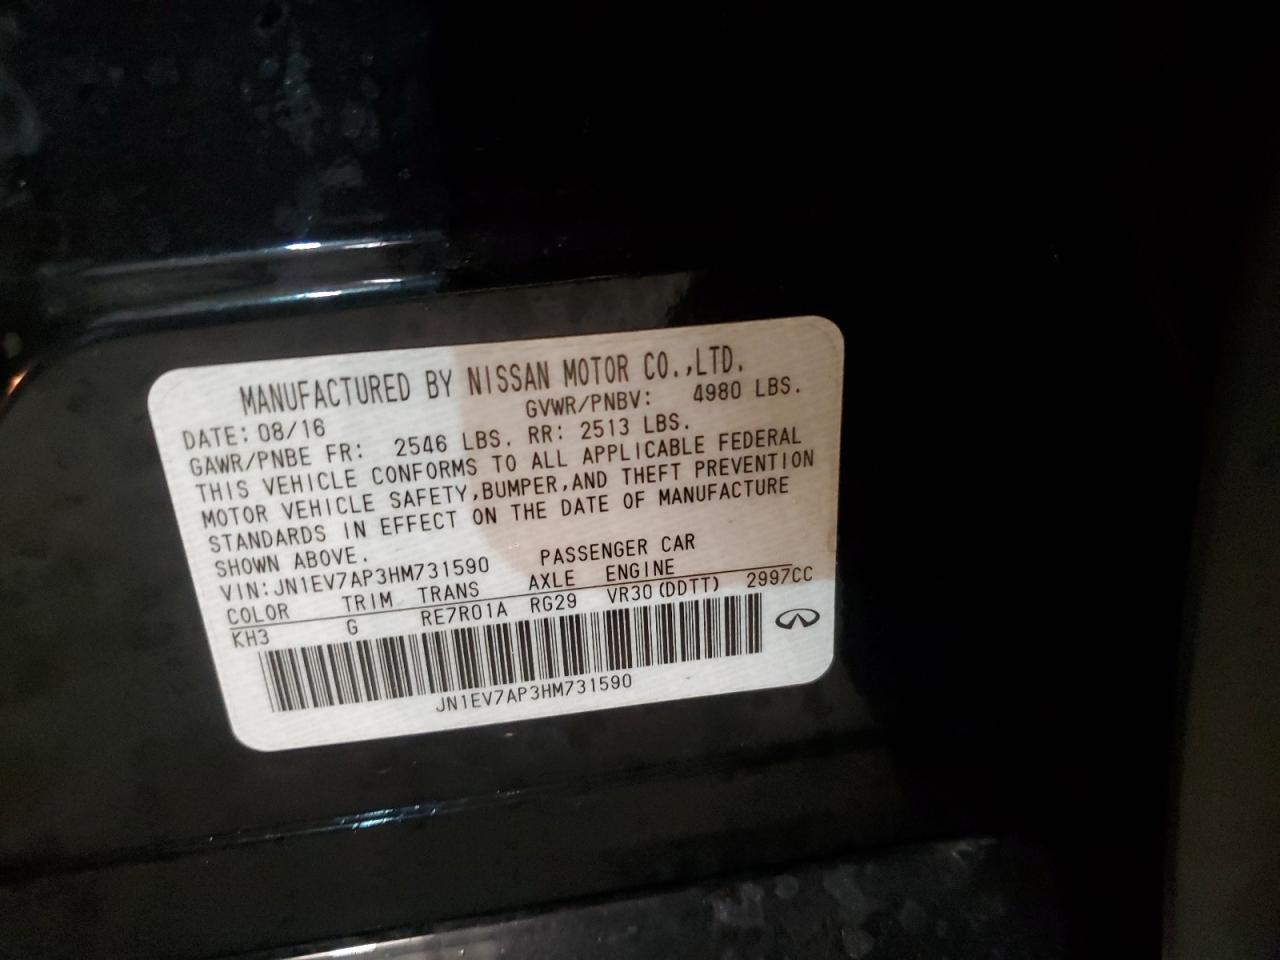 MANUFACTURED BY NISSAN MOTOR CO.,LTD.
DATE: 08/16 GVWR/PNBV: 4980 LBS.
GAWR/PNBE FR: 2546 LBS. RR: 2513 LBS.
THIS VEHICLE CONFORMS TO ALL APPLICABLE FEDERAL
MOTOR VEHICLE SAFETY,BUMPER,AND THEFT PREVENTION
STANDARDS IN EFFECT ON THE DATE OF MANUFACTURE
SHOWN ABOVE.
VIN:JN1EV7AP3HM731590 PASSENGER CAR
COLOR TRIM TRANS AXLE ENGINE
KH3 G RE7R01A RG29 VR30(DDTT) 2997CC
JN1EV7AP3HM731590